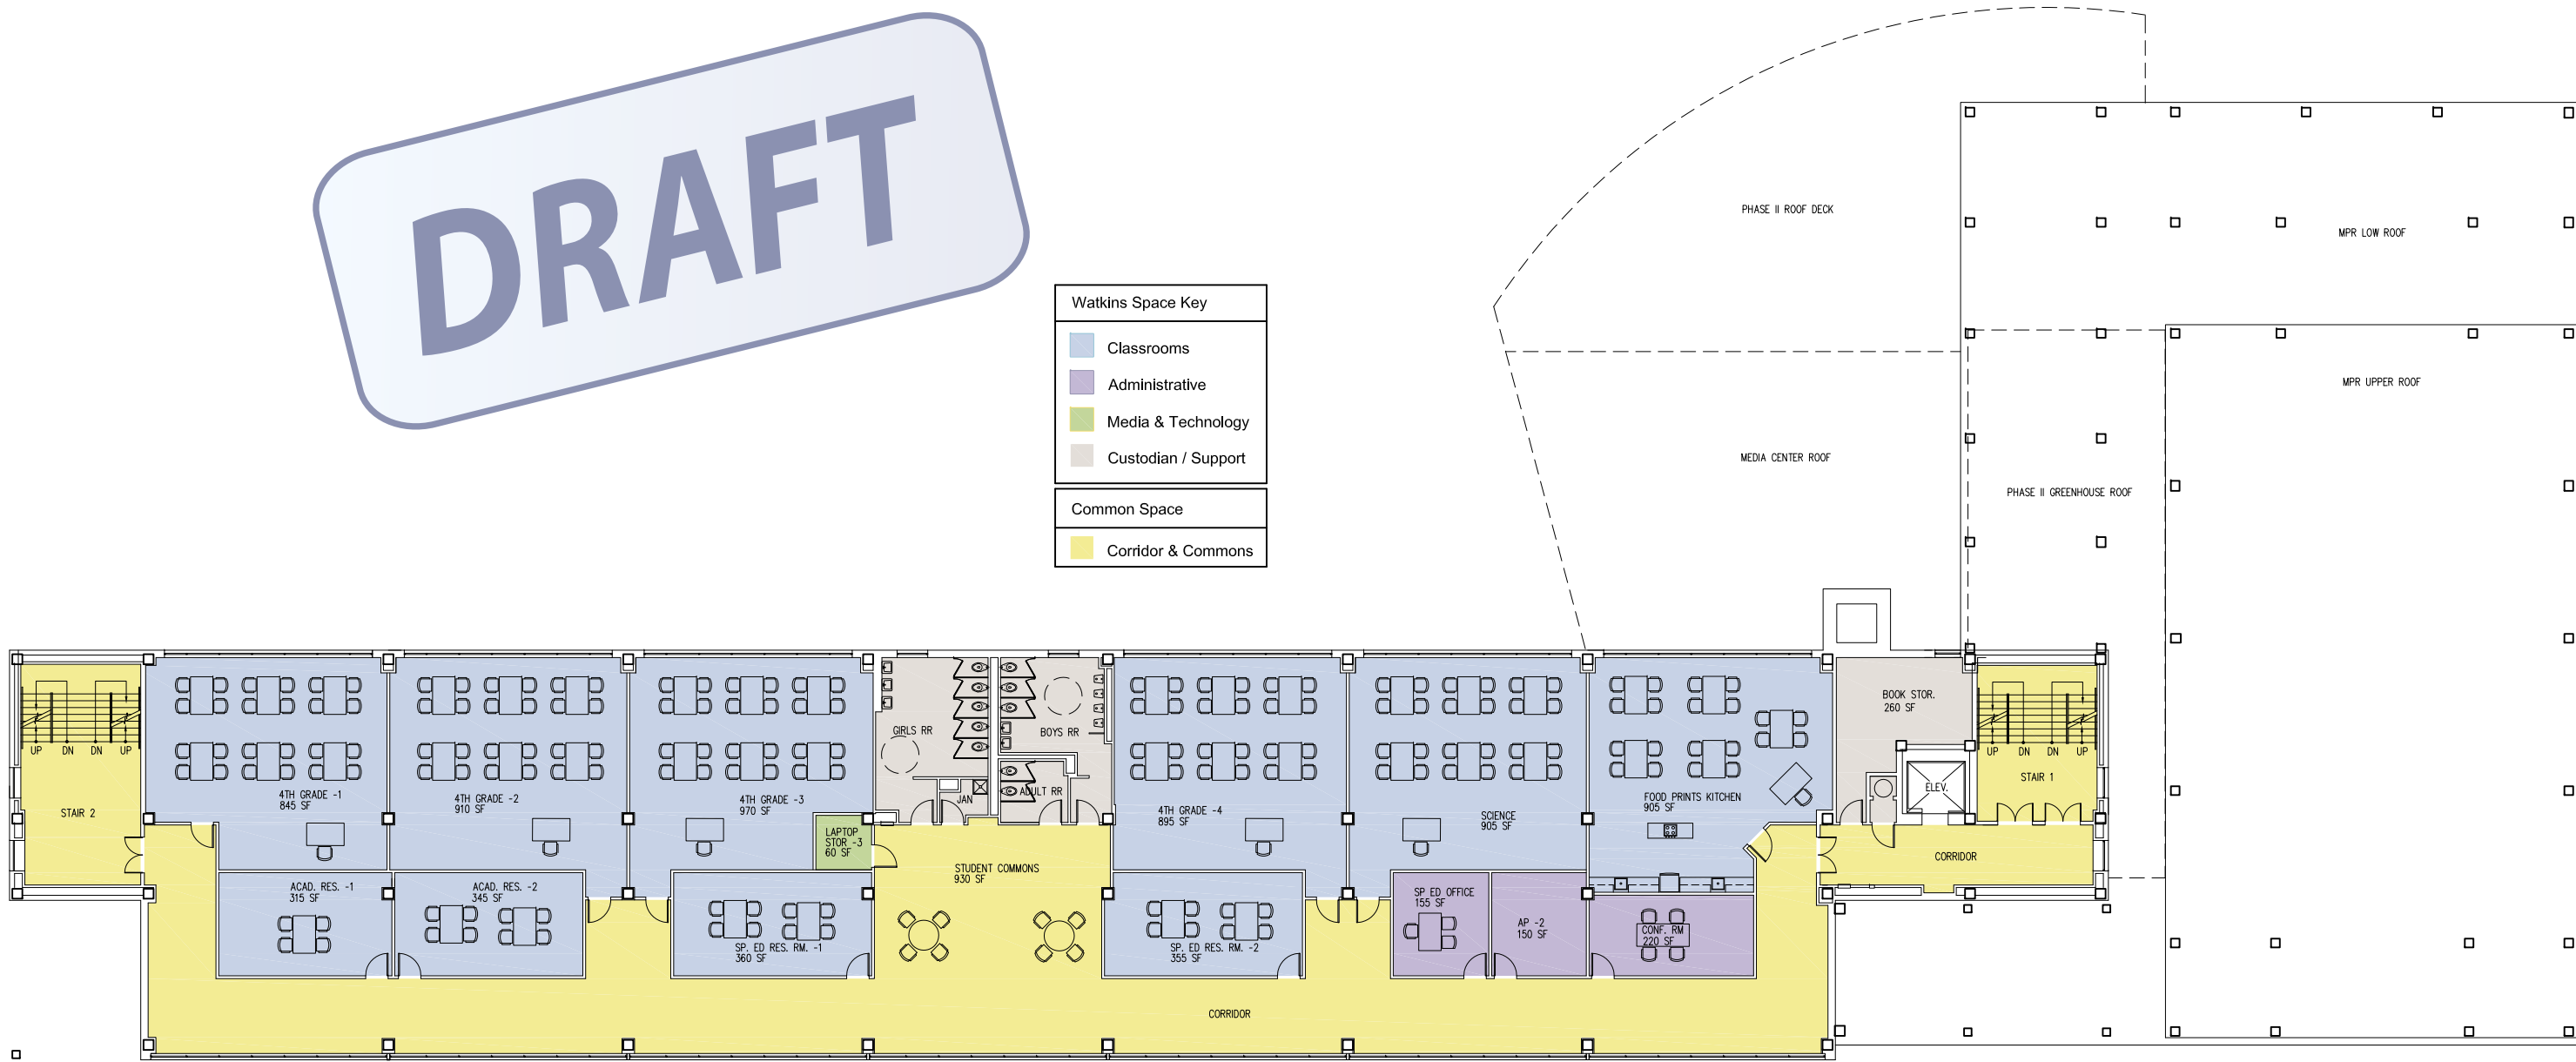 DRAFT
PHASE II ROOF DECK
MPR LOW ROOF
Watkins Space Key
Classrooms
Administrative
Media & Technology
Custodian / Support
Common Space
Corridor & Commons
MPR UPPER ROOF
MEDIA CENTER ROOF
PHASE II GREENHOUSE ROOF
UP DN DN UP
STAIR 2
4TH GRADE -1
845 SF
4TH GRADE -2
910 SF
4TH GRADE -3
970 SF
LAPTOP
STOR -3
60 SF
GIRLS RR
JAN
BOYS RR
ADULT RR
4TH GRADE -4
895 SF
SCIENCE
905 SF
FOOD PRINTS KITCHEN
905 SF
BOOK STOR.
260 SF
ELEV.
UP DN DN UP
STAIR 1
CORRIDOR
STUDENT COMMONS
930 SF
ACAD. RES. -1
315 SF
ACAD. RES. -2
345 SF
SP. ED RES. RM. -1
360 SF
SP. ED RES. RM. -2
355 SF
SP ED OFFICE
155 SF
AP -2
150 SF
CONF. RM
220 SF
CORRIDOR